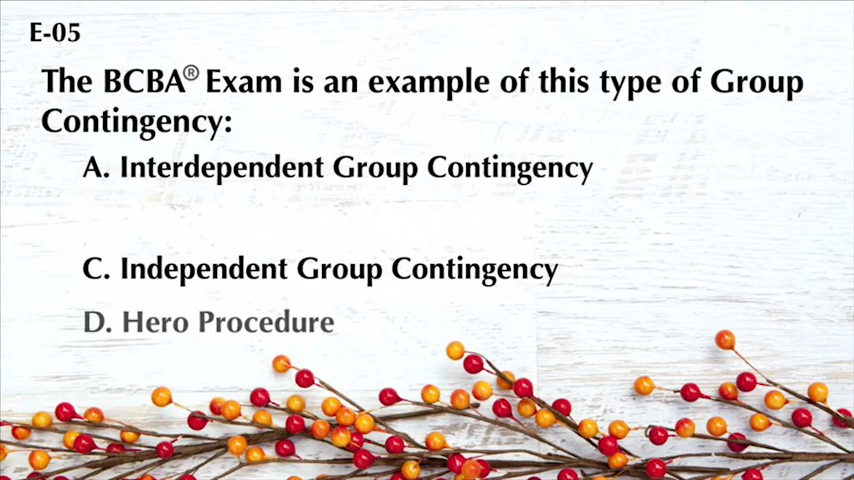 E-05
The BCBA® Exam is an example of this type of Group
Contingency:
A. Interdependent Group Contingency
C. Independent Group Contingency
D. Hero Procedure